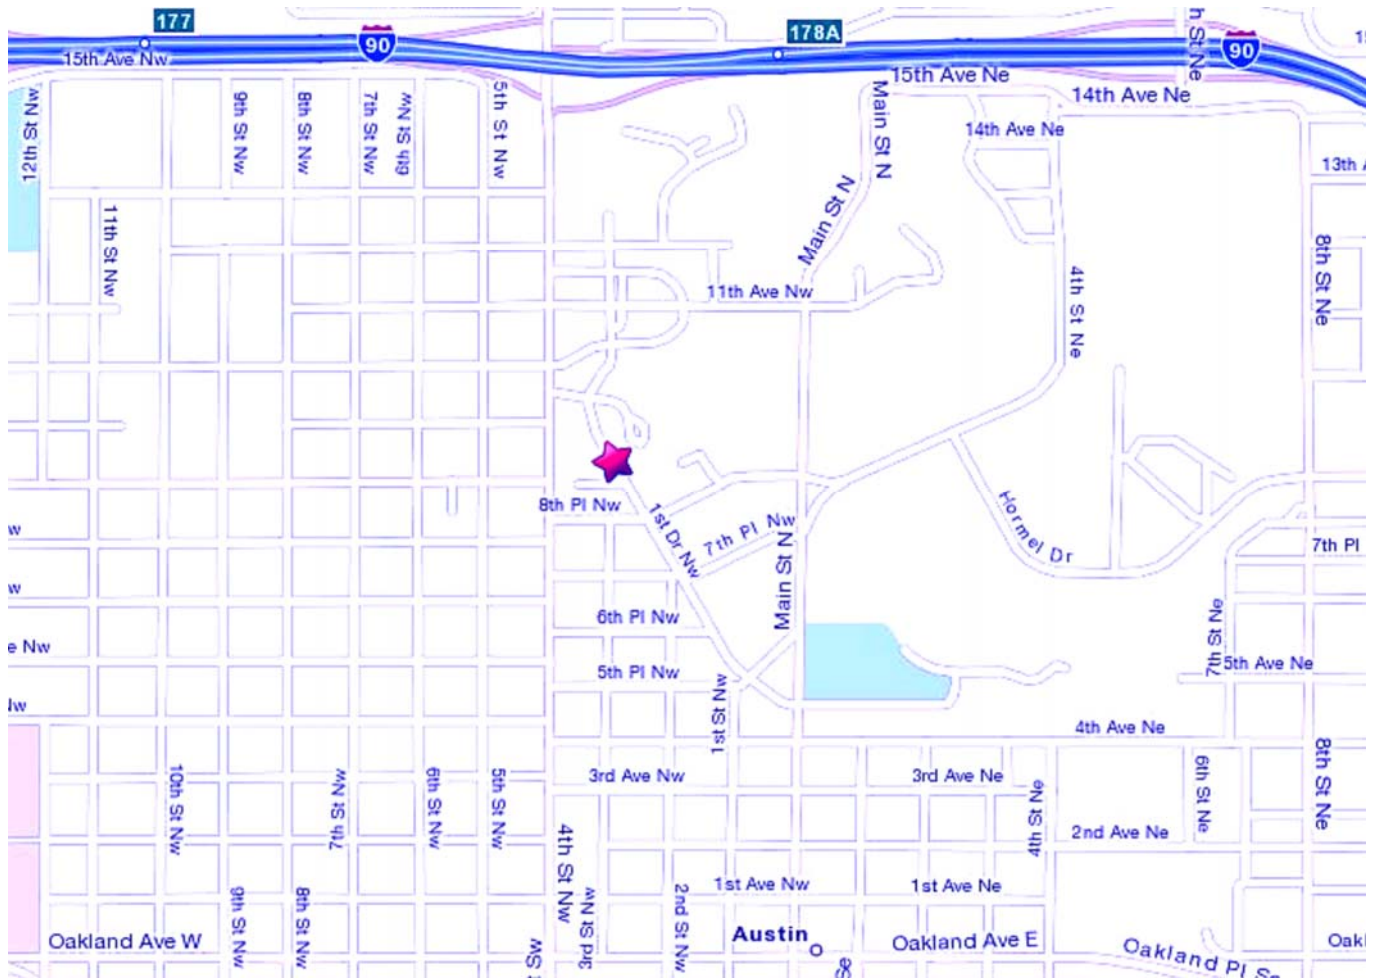 177
178A
90
90
15th Ave Nw
15th Ave Ne
14th Ave Ne
14th Ave Ne
12th St Nw
9th St Nw
8th St Nw
7th St Nw
6th St Nw
5th St Nw
Main St N
13th
11th St Nw
Main St N
8th St Ne
4th St Ne
11th Ave Nw
8th Pl Nw
1st Dr Nw
7th Pl Nw
Hormel Dr
7th Pl
Main St N
6th Pl Nw
7th St Ne
e Nw
5th Pl Nw
5th Ave Ne
1st St Nw
4th Ave Ne
10th St Nw
7th St Nw
6th St Nw
5th St Nw
3rd Ave Nw
3rd Ave Ne
4th St Ne
6th St Ne
8th St Ne
2nd Ave Ne
4th St Nw
1st Ave Nw
1st Ave Ne
9th St Nw
8th St Nw
3rd St Nw
2nd St Nw
Oakland Ave W
Austin
Oakland Ave E
Oakland Pl Se
Oakl
t Sw
Se